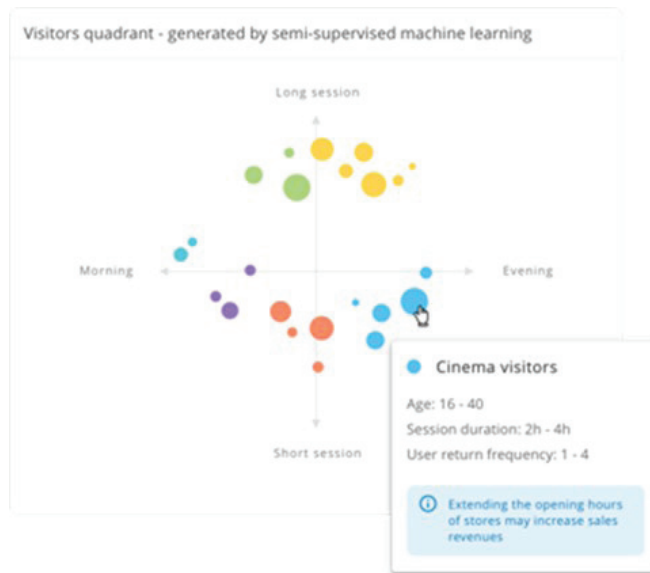 Visitors quadrant - generated by semi-supervised machine learning
Long session
Morning
Evening
Short session
Cinema visitors
Age: 16 - 40
Session duration: 2h - 4h
User return frequency: 1 - 4
Extending the opening hours
of stores may increase sales
revenues